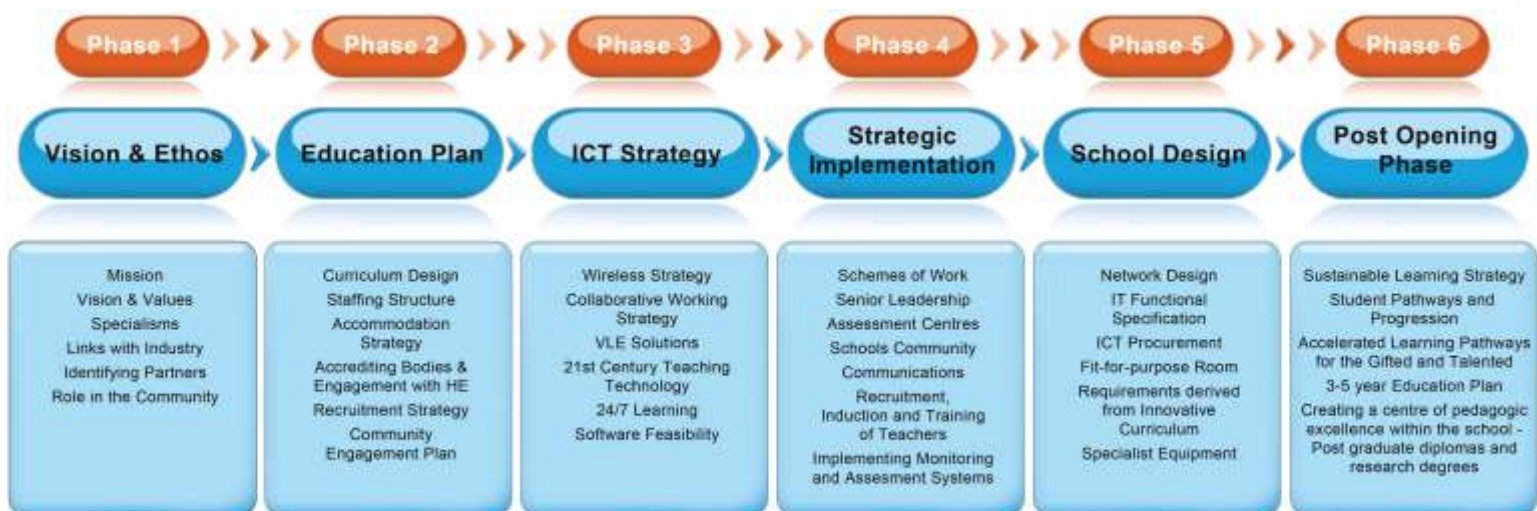 Phase 1
Phase 2
Phase 3
Phase 4
Phase 5
Phase 6
Vision & Ethos
Education Plan
ICT Strategy
Strategic
Implementation
School Design
Post Opening
Phase
Mission
Vision & Values
Specialisms
Links with Industry
Identifying Partners
Role in the Community
Curriculum Design
Staffing Structure
Accommodation
Strategy
Accrediting Bodies &
Engagement with HE
Recruitment Strategy
Community
Engagement Plan
Wireless Strategy
Collaborative Working
Strategy
VLE Solutions
21st Century Teaching
Technology
24/7 Learning
Software Feasibility
Schemes of Work
Senior Leadership
Assessment Centres
Schools Community
Communications
Recruitment,
Induction and Training
of Teachers
Implementing Monitoring
and Assesment Systems
Network Design
IT Functional
Specification
ICT Procurement
Fit-for-purpose Room
Requirements derived
from Innovative
Curriculum
Specialist Equipment
Sustainable Learning Strategy
Student Pathways and
Progression
Accelerated Learning Pathways
for the Gifted and Talented
3-5 year Education Plan
Creating a centre of pedagogic
excellence within the school -
Post graduate diplomas and
research degrees